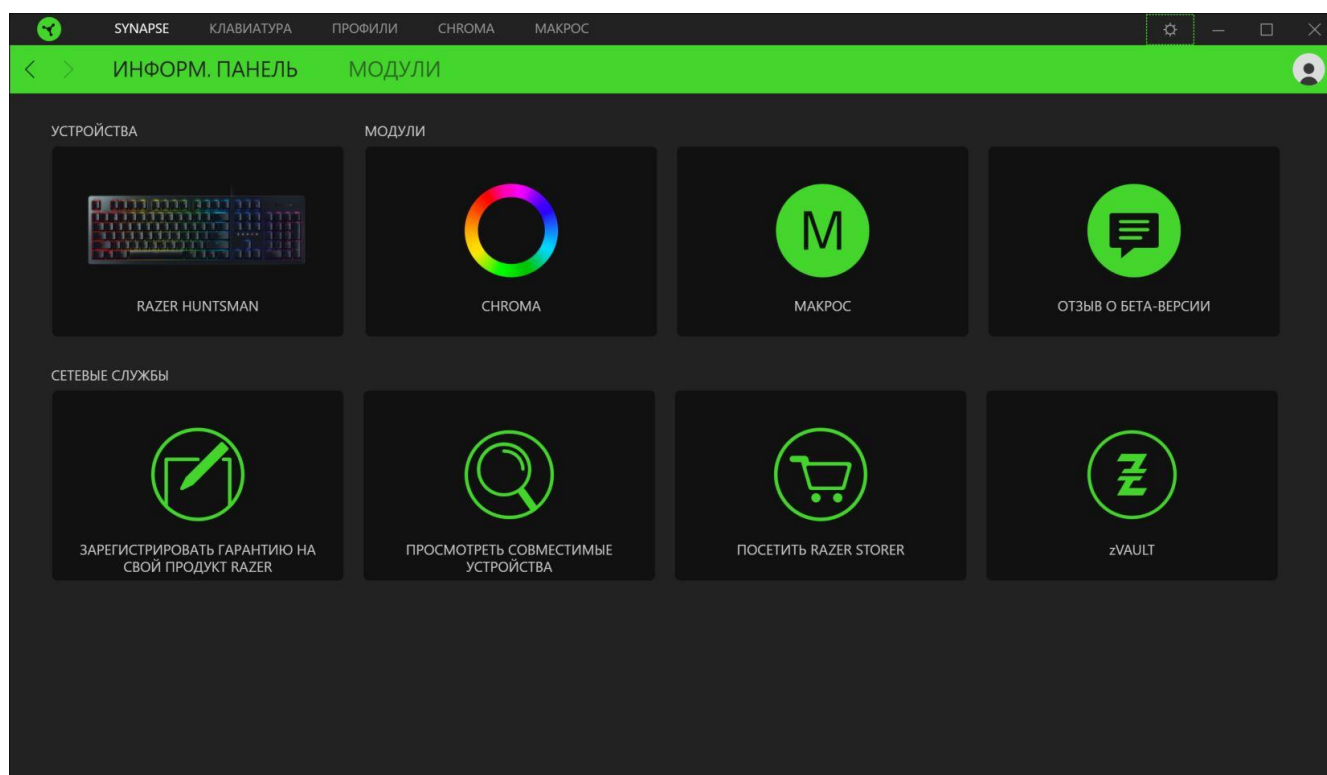 SYNAPSE КЛАВИАТУРА ПРОФИЛИ CHROMA МАКРОС
ИНФОРМ. ПАНЕЛЬ МОДУЛИ
УСТРОЙСТВА МОДУЛИ
RAZER HUNTSMAN
CHROMA
M
МАКРОС
ОТЗЫВ О БЕТА-ВЕРСИИ
СЕТЕВЫЕ СЛУЖБЫ
ЗАРЕГИСТРИРОВАТЬ ГАРАНТИЮ НА
СВОЙ ПРОДУКТ RAZER
ПРОСМОТРЕТЬ СОВМЕСТИМЫЕ
УСТРОЙСТВА
ПОСЕТИТЬ RAZER STORER
zVAULT